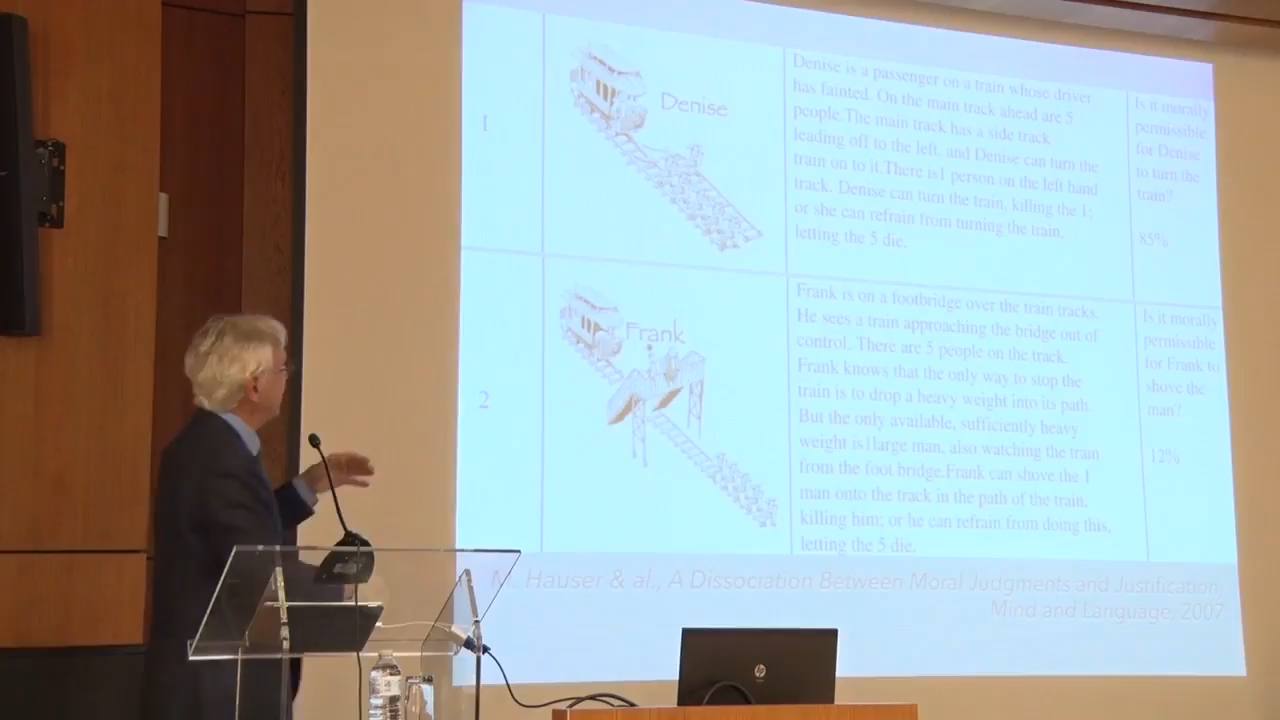 1
Denise
Denise is a passenger on a train whose driver
has fainted. On the main track ahead are 5
people.The main track has a side track
leading off to the left, and Denise can turn the
train on to it.There is1 person on the left hand
track. Denise can turn the train, killing the 1;
or she can refrain from turning the train,
letting the 5 die.
Is it morally
permissible
for Denise
to turn the
train?
85%
2
Frank
Frank is on a footbridge over the train tracks.
He sees a train approaching the bridge out of
control. There are 5 people on the track.
Frank knows that the only way to stop the
train is to drop a heavy weight into its path.
But the only available, sufficiently heavy
weight is1large man, also watching the train
from the foot bridge.Frank can shove the 1
man onto the track in the path of the train,
killing him; or he can refrain from doing this,
letting the 5 die.
Is it morally
permissible
for Frank to
shove the
man?
12%
M. Hauser & al., A Dissociation Between Moral Judgments and Justification,
Mind and Language, 2007
hp